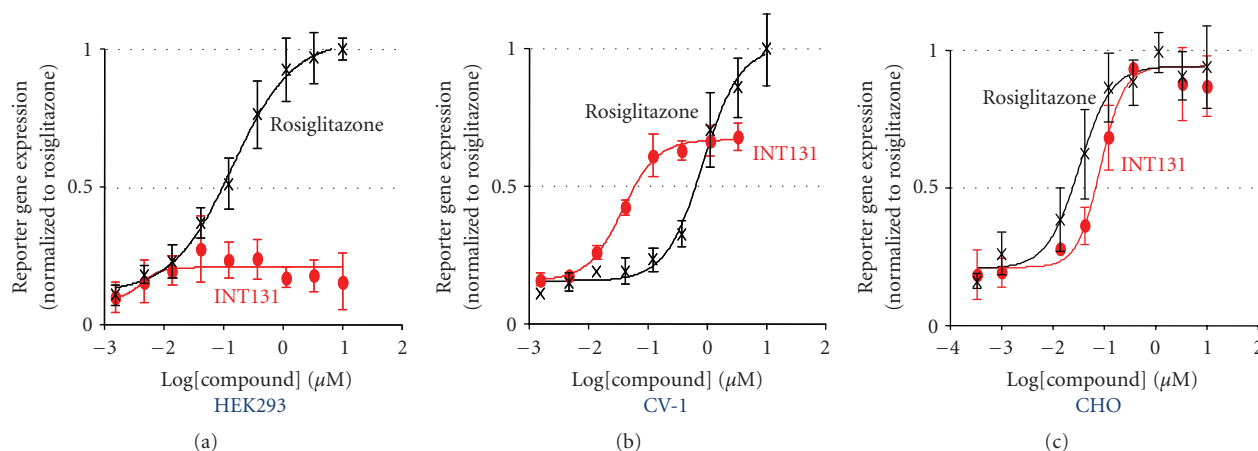 Reporter gene expression
(normalized to rosiglitazone)
1
0.5
0
Rosiglitazone
INT131
−3 −2 −1 0 1 2
Log[compound] (μM)
HEK293
(a)
Reporter gene expression
(normalized to rosiglitazone)
1
0.5
0
Rosiglitazone
INT131
−3 −2 −1 0 1 2
Log[compound] (μM)
CV-1
(b)
Reporter gene expression
(normalized to rosiglitazone)
1
0.5
0
Rosiglitazone
INT131
−4 −3 −2 −1 0 1 2
Log[compound] (μM)
CHO
(c)